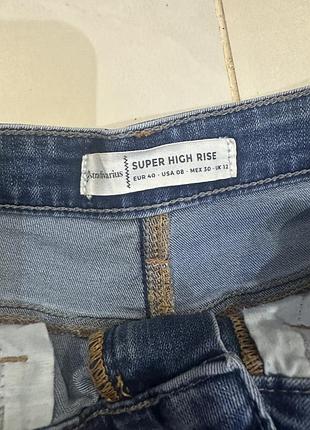 Stradivarius
SUPER HIGH RISE
EUR 40 · USA 08 · MEX 30 · UK 12